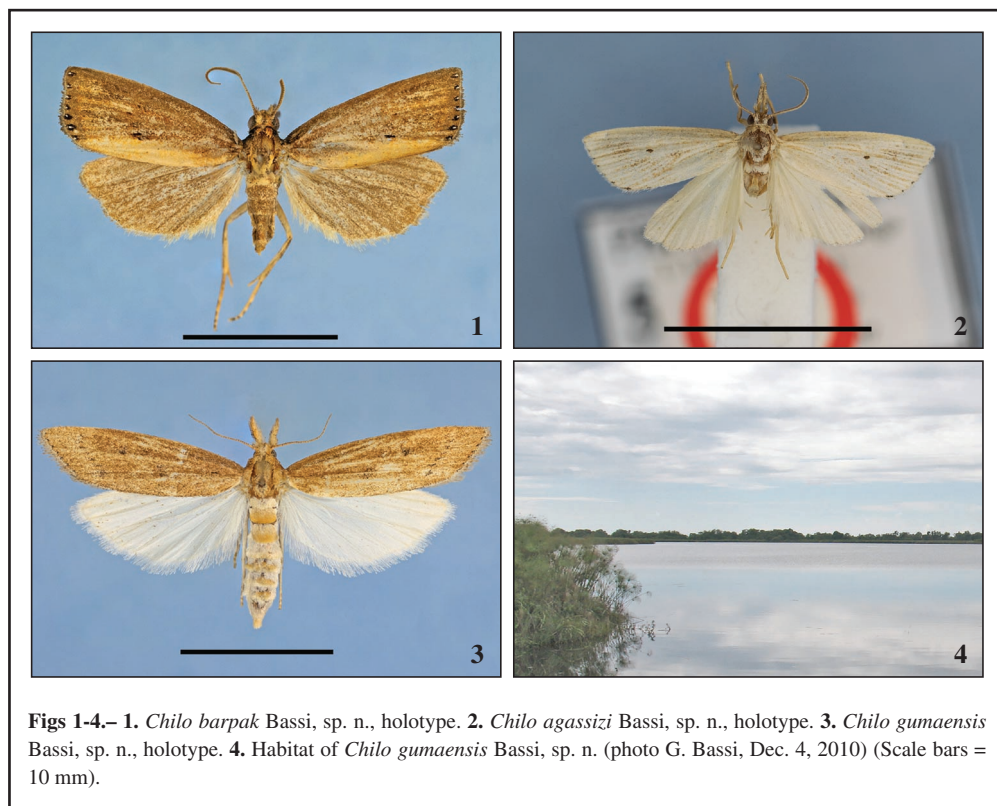 1
2
3
4
Figs 1-4.– 1. Chilo barpak Bassi, sp. n., holotype. 2. Chilo agassizi Bassi, sp. n., holotype. 3. Chilo gumaensis
Bassi, sp. n., holotype. 4. Habitat of Chilo gumaensis Bassi, sp. n. (photo G. Bassi, Dec. 4, 2010) (Scale bars =
10 mm).